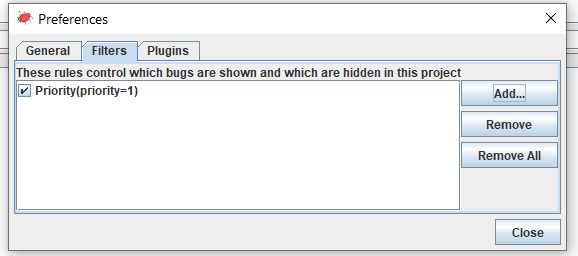 Preferences
General Filters Plugins
These rules control which bugs are shown and which are hidden in this project
Priority(priority=1)
Add...
Remove
Remove All
Close